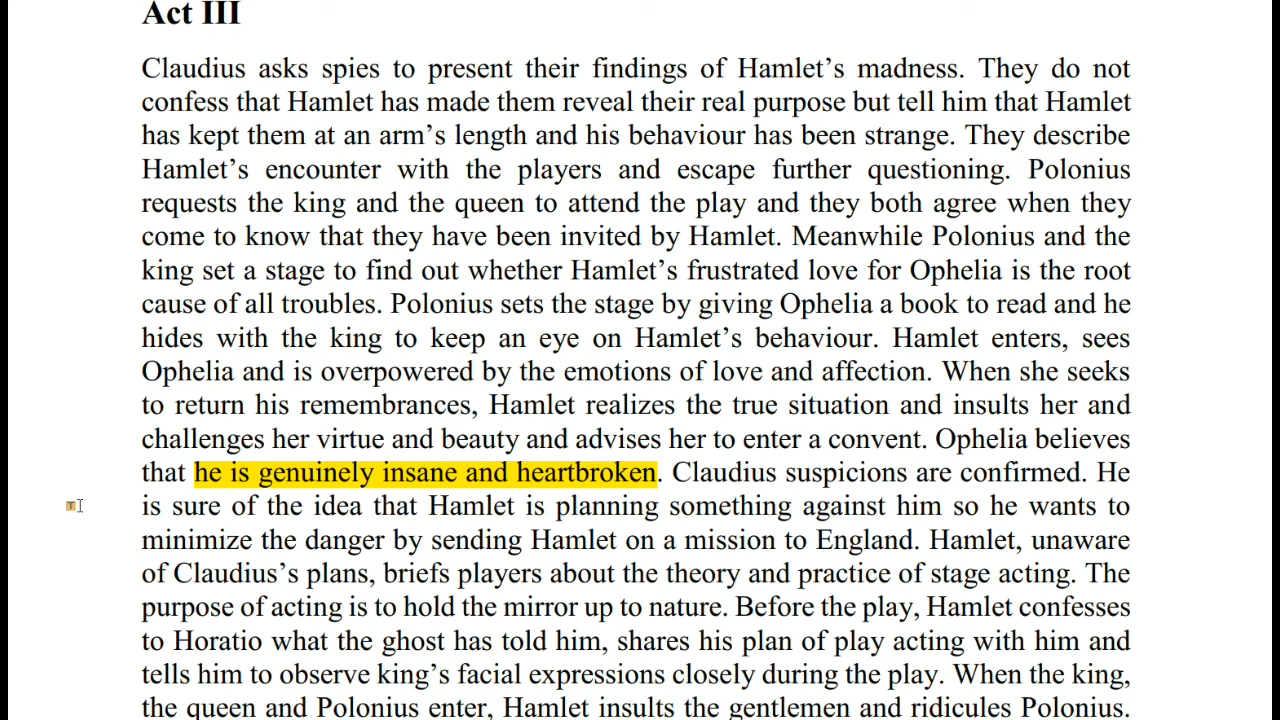 Act III
Claudius asks spies to present their findings of Hamlet’s madness. They do not
confess that Hamlet has made them reveal their real purpose but tell him that Hamlet
has kept them at an arm’s length and his behaviour has been strange. They describe
Hamlet’s encounter with the players and escape further questioning. Polonius
requests the king and the queen to attend the play and they both agree when they
come to know that they have been invited by Hamlet. Meanwhile Polonius and the
king set a stage to find out whether Hamlet’s frustrated love for Ophelia is the root
cause of all troubles. Polonius sets the stage by giving Ophelia a book to read and he
hides with the king to keep an eye on Hamlet’s behaviour. Hamlet enters, sees
Ophelia and is overpowered by the emotions of love and affection. When she seeks
to return his remembrances, Hamlet realizes the true situation and insults her and
challenges her virtue and beauty and advises her to enter a convent. Ophelia believes
that he is genuinely insane and heartbroken. Claudius suspicions are confirmed. He
is sure of the idea that Hamlet is planning something against him so he wants to
minimize the danger by sending Hamlet on a mission to England. Hamlet, unaware
of Claudius’s plans, briefs players about the theory and practice of stage acting. The
purpose of acting is to hold the mirror up to nature. Before the play, Hamlet confesses
to Horatio what the ghost has told him, shares his plan of play acting with him and
tells him to observe king’s facial expressions closely during the play. When the king,
the queen and Polonius enter, Hamlet insults the gentlemen and ridicules Polonius.